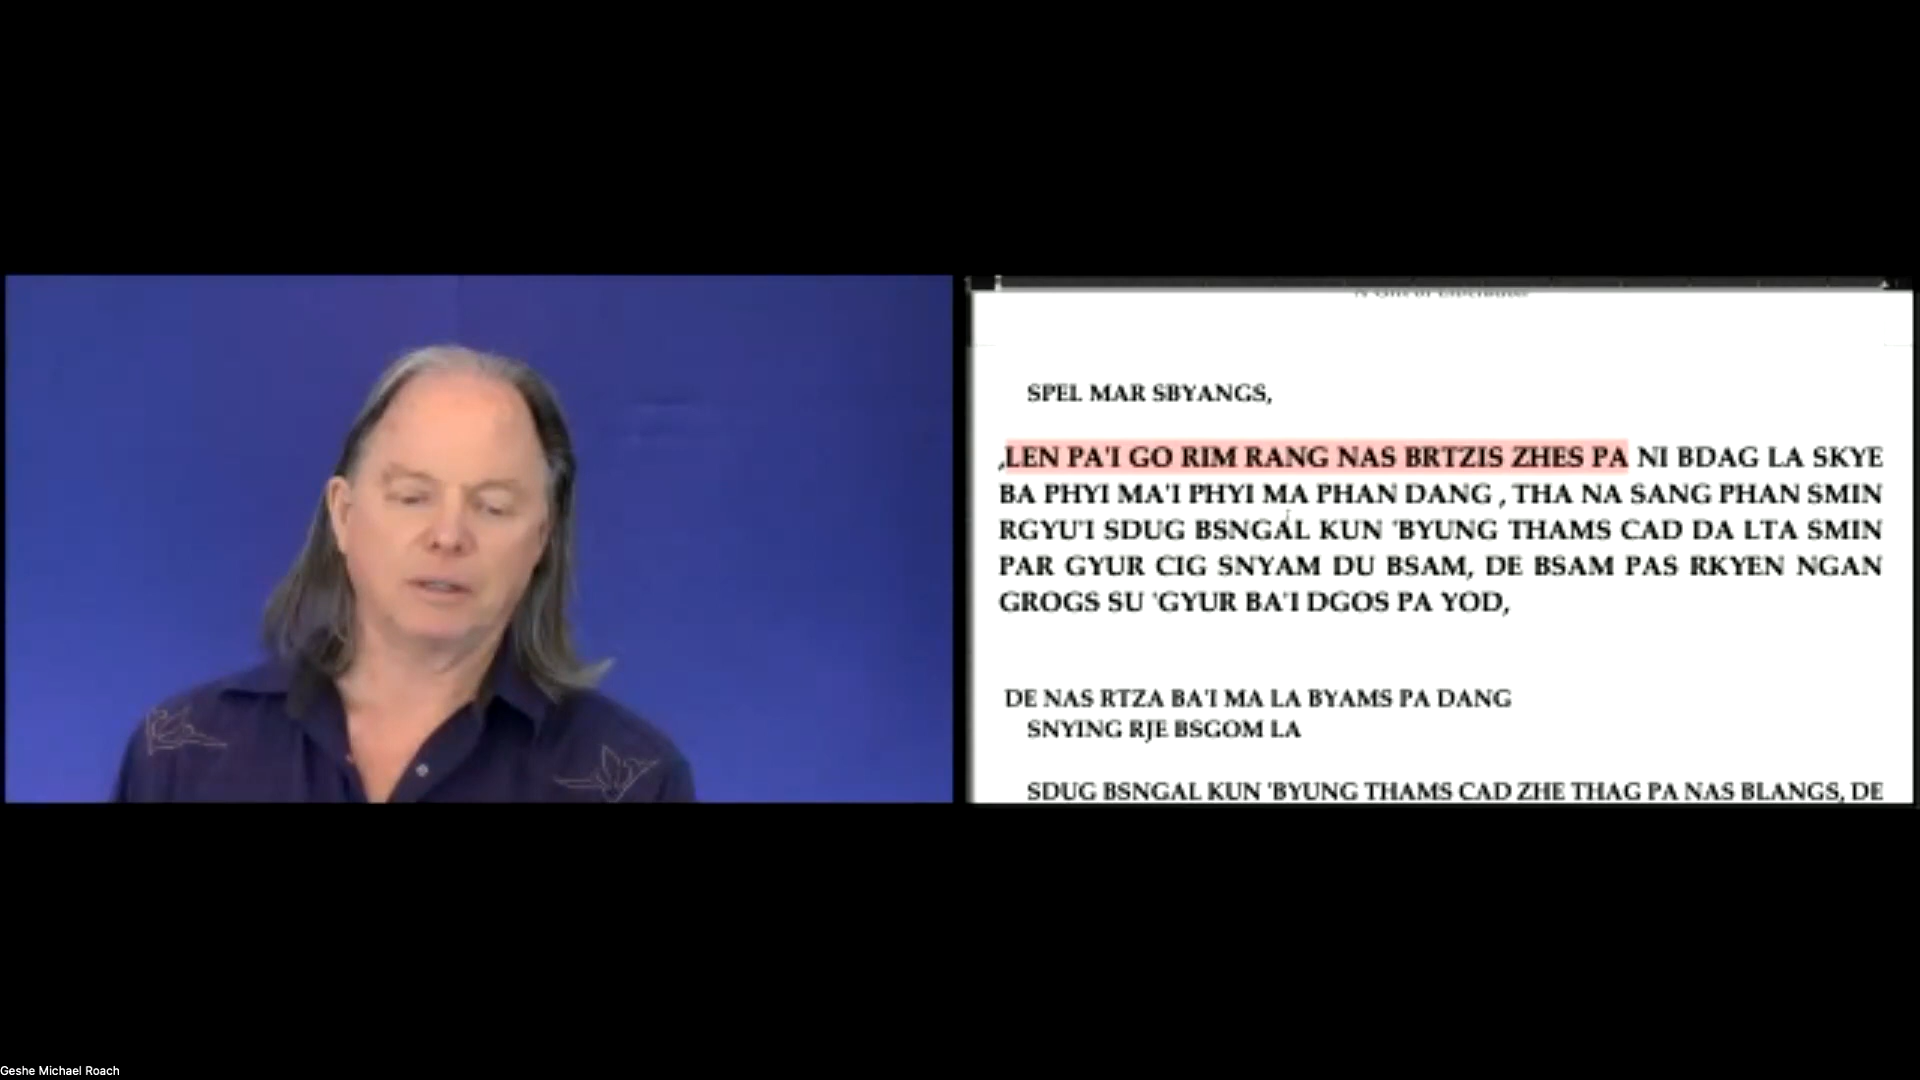 SPEL MAR SBYANGS,
,LEN PA'I GO RIM RANG NAS BRTZIS ZHES PA NI BDAG LA SKYE
BA PHYI MA'I PHYI MA PHAN DANG , THA NA SANG PHAN SMIN
RGYU'I SDUG BSNGAL KUN 'BYUNG THAMS CAD DA LTA SMIN
PAR GYUR CIG SNYAM DU BSAM, DE BSAM PAS RKYEN NGAN
GROGS SU 'GYUR BA'I DGOS PA YOD,
DE NAS RTZA BA'I MA LA BYAMS PA DANG
SNYING RJE BSGOM LA
SDUG BSNGAL KUN 'BYUNG THAMS CAD ZHE THAG PA NAS BLANGS, DE
Geshe Michael Roach